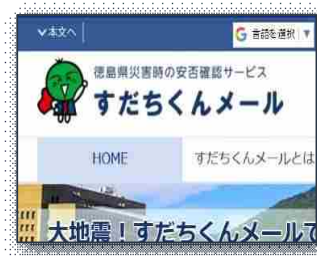 ∨本文へ
G 言語を選択 ▼
徳島県災害時の安否確認サービス
すだちくんメール
HOME
すだちくんメールとは
大地震！すだちくんメールで